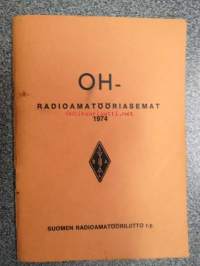 OH-
RADIOAMATÖÖRIASEMAT
1974
SUOMEN RADIOAMATÖÖRILIITTO r.y.